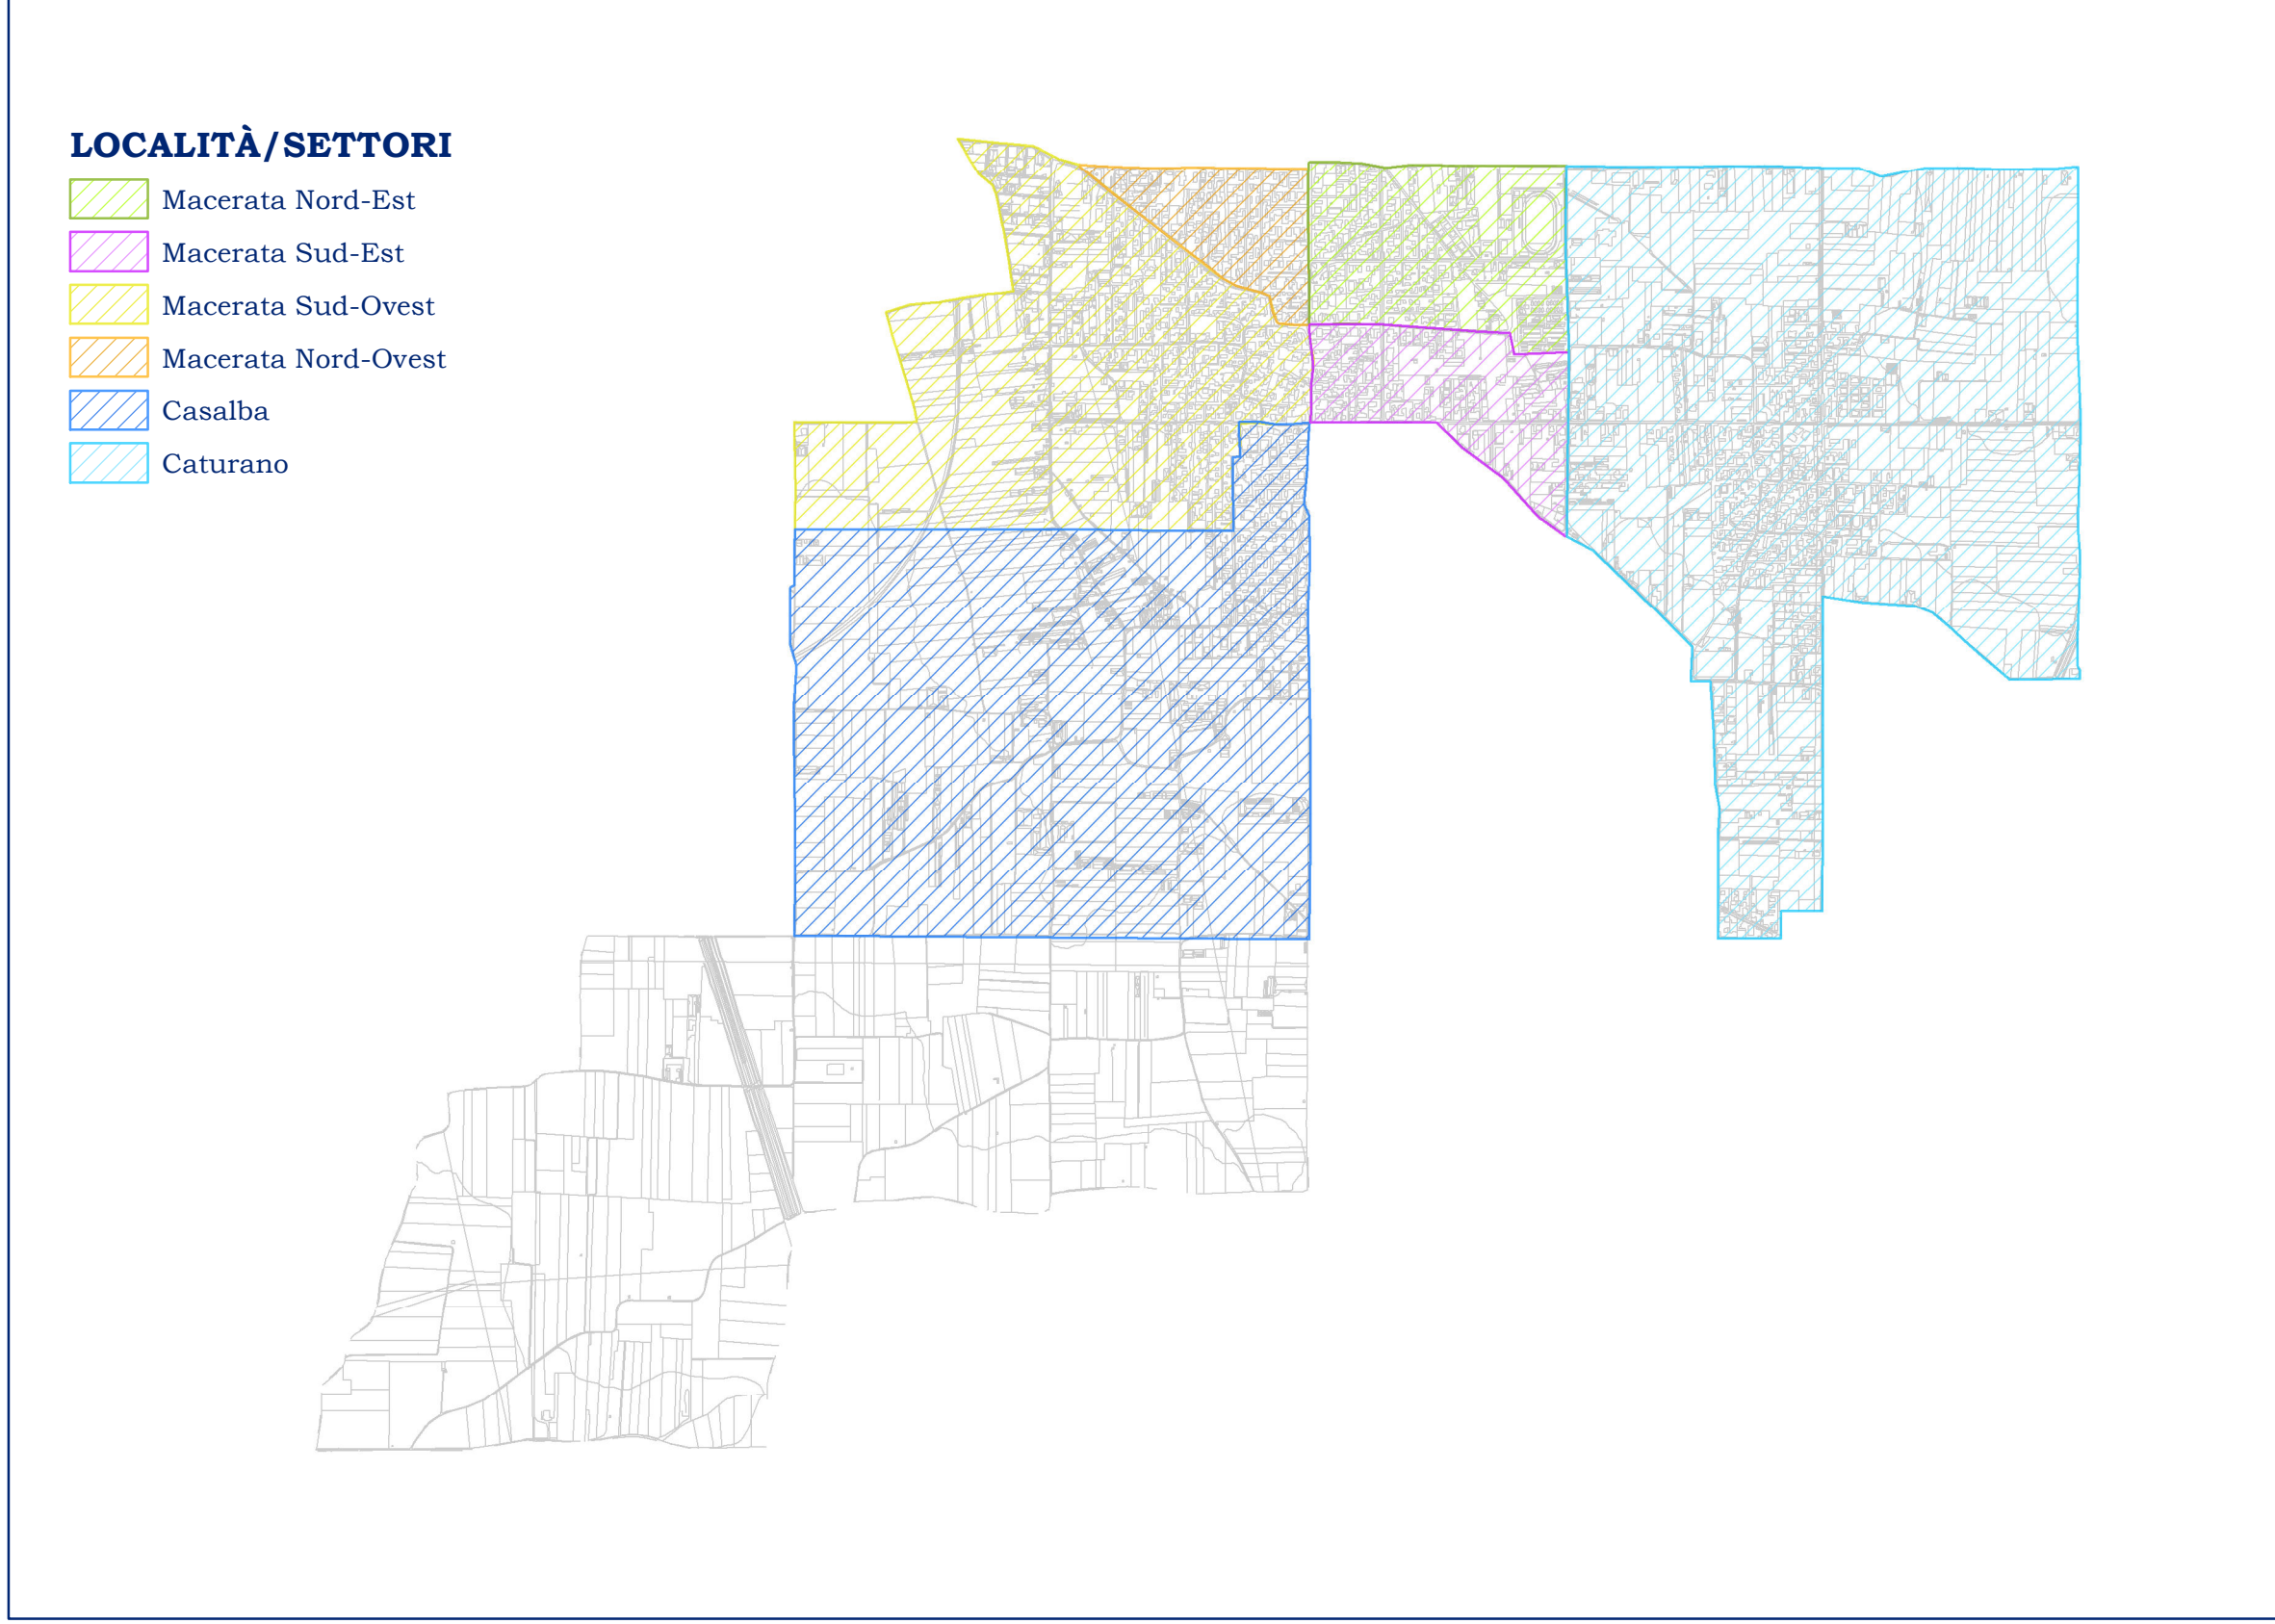 LOCALITÀ/SETTORI
Macerata Nord-Est
Macerata Sud-Est
Macerata Sud-Ovest
Macerata Nord-Ovest
Casalba
Caturano